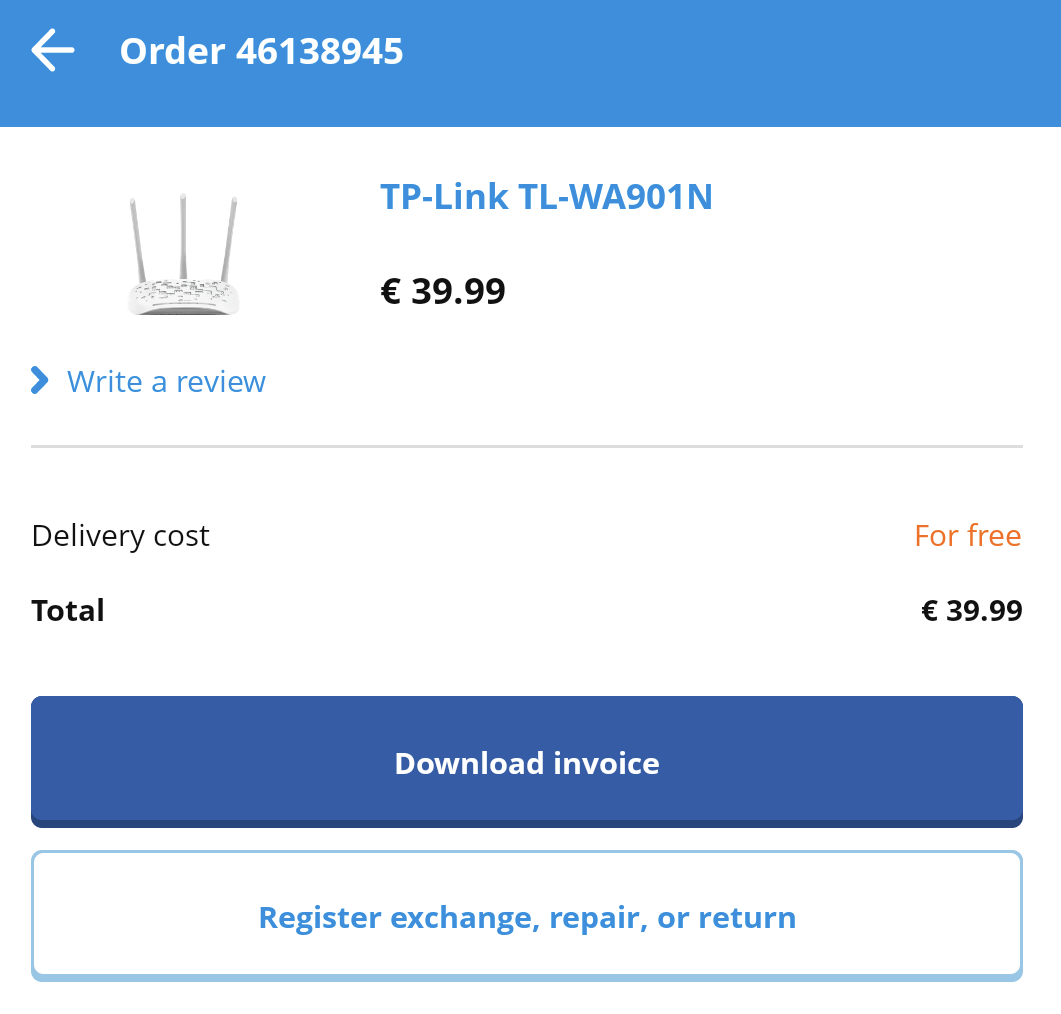 Order 46138945
TP-Link TL-WA901N
€ 39.99
Write a review
Delivery cost For free
Total € 39.99
Download invoice
Register exchange, repair, or return